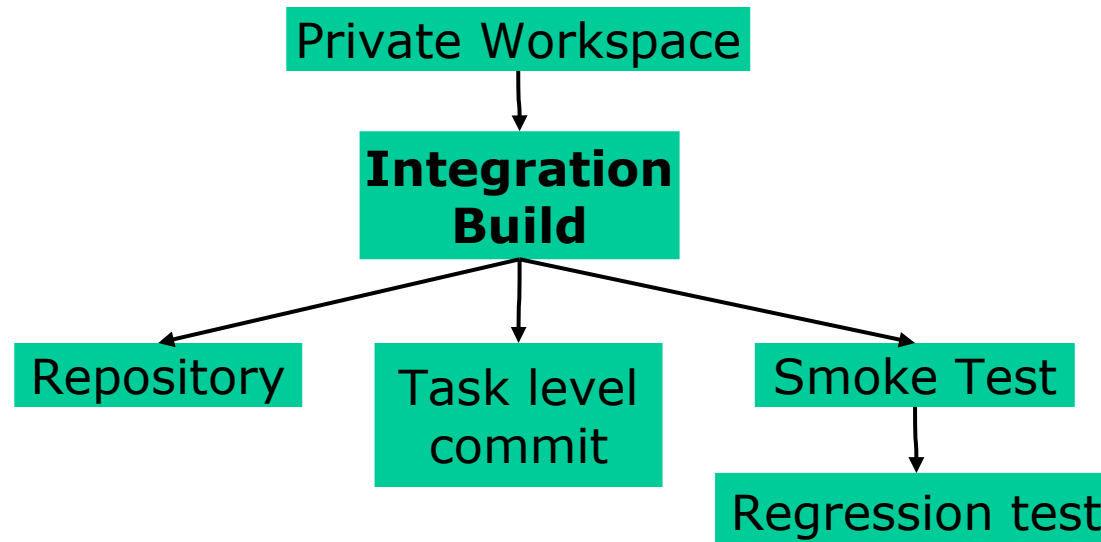 Private Workspace
Integration
Build
Repository
Task level
commit
Smoke Test
Regression test